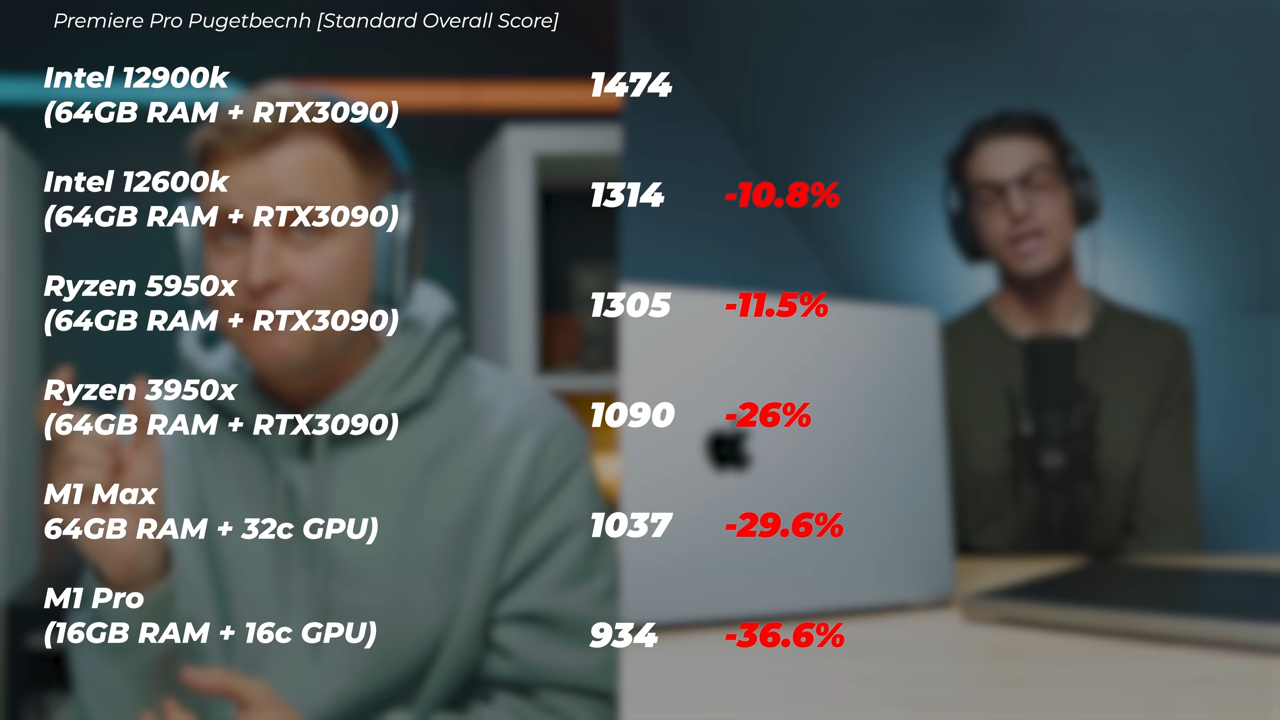 Premiere Pro Pugetbecnh [Standard Overall Score]
Intel 12900k
(64GB RAM + RTX3090)
1474
Intel 12600k
(64GB RAM + RTX3090)
1314 -10.8%
Ryzen 5950x
(64GB RAM + RTX3090)
1305 -11.5%
Ryzen 3950x
(64GB RAM + RTX3090)
1090 -26%
M1 Max
64GB RAM + 32c GPU)
1037 -29.6%
M1 Pro
(16GB RAM + 16c GPU)
934 -36.6%